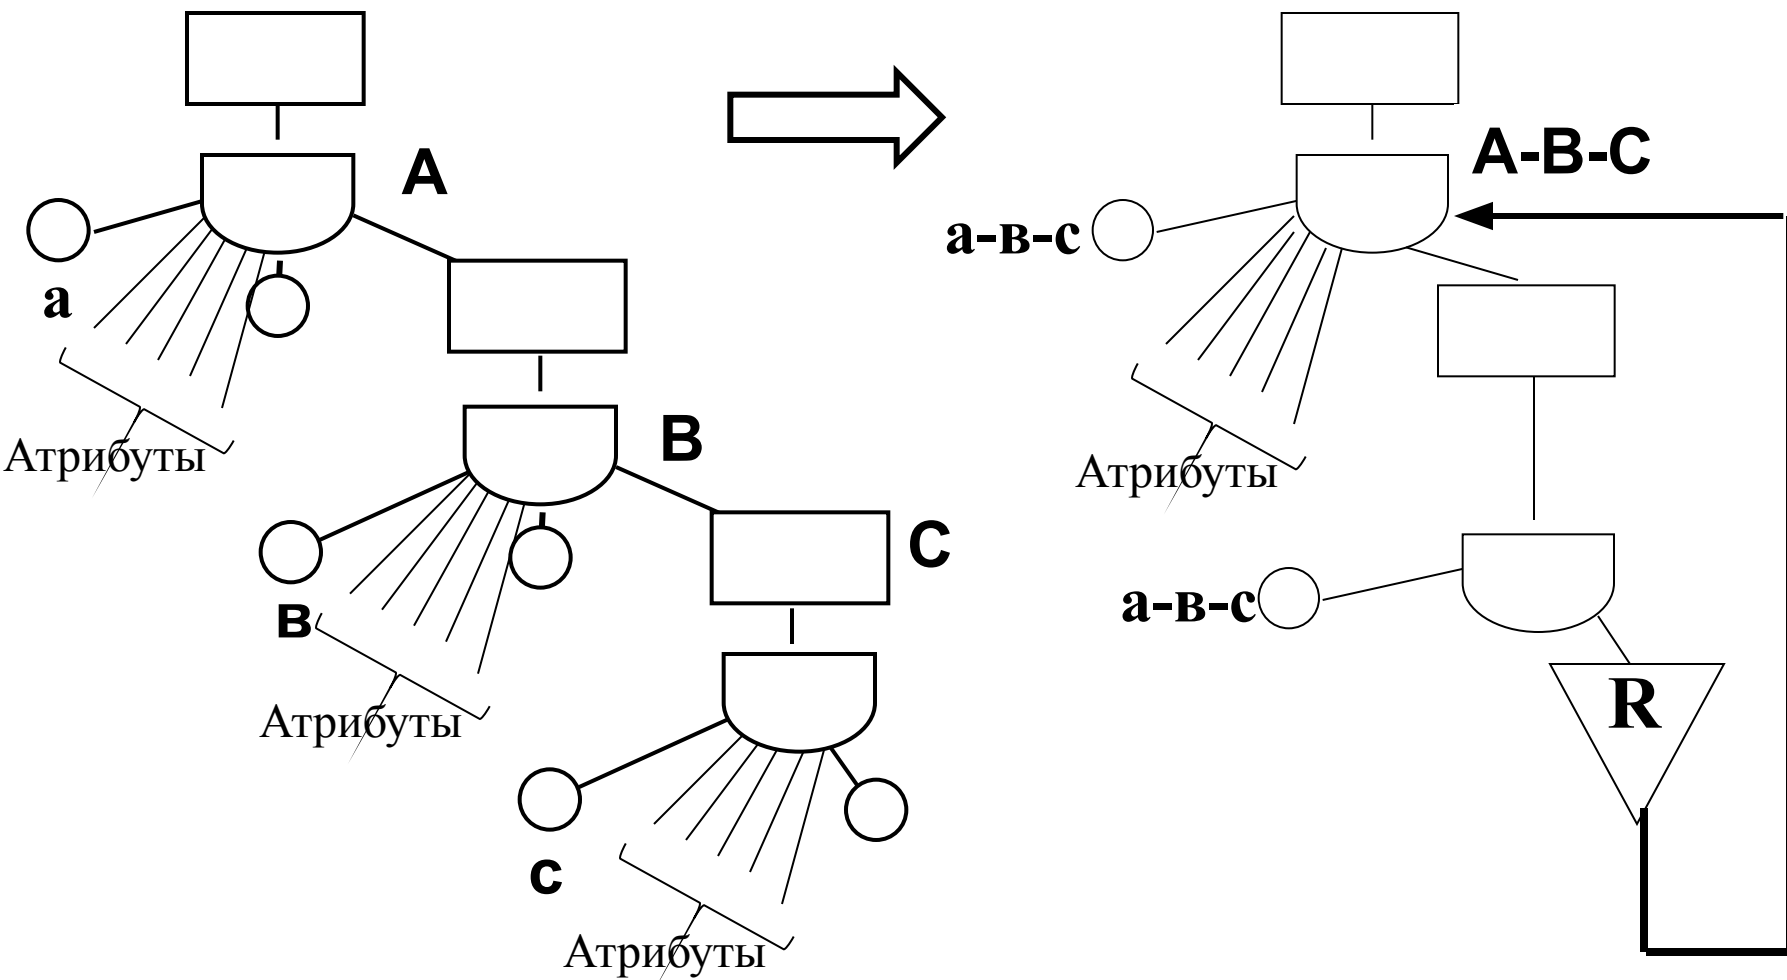 A
a
Атрибуты
B
в
Атрибуты
C
с
Атрибуты
A-B-C
а-в-с
Атрибуты
а-в-с
R